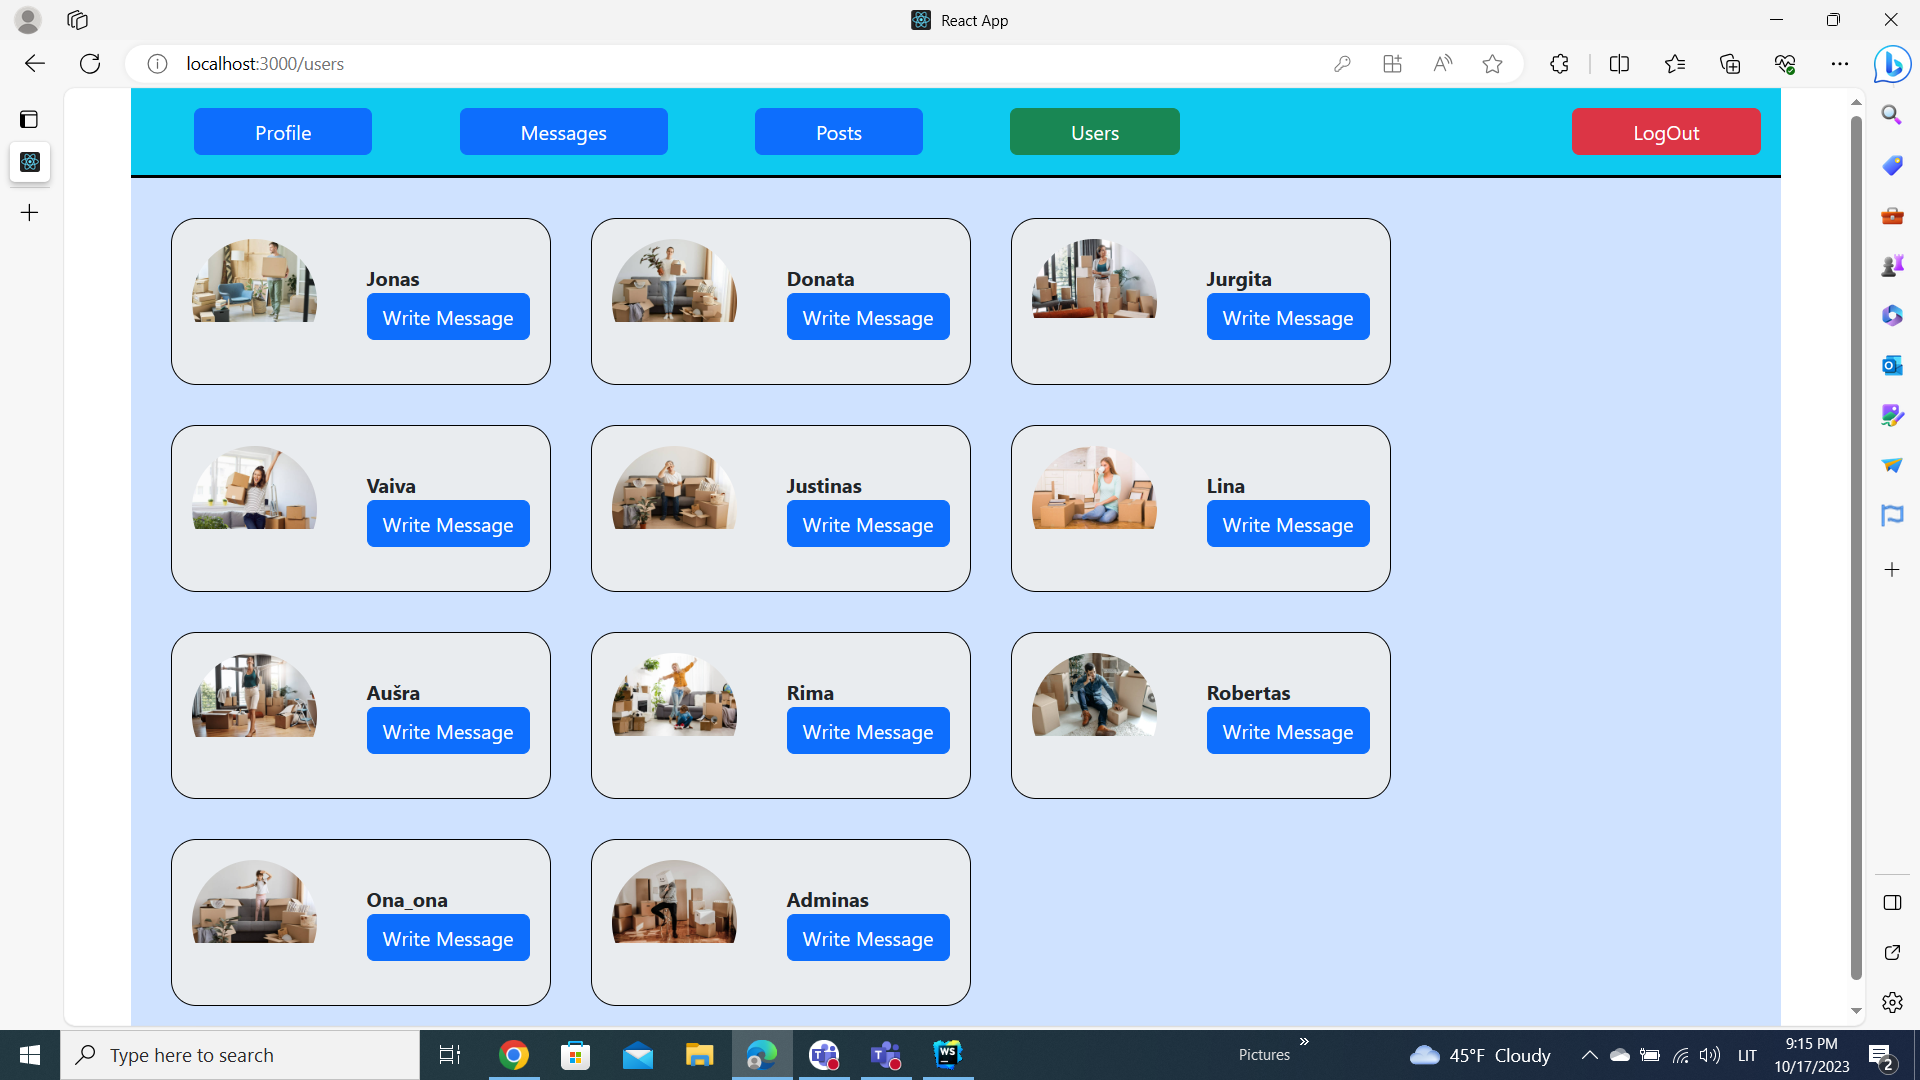 React App
localhost:3000/users
Profile
Messages
Posts
Users
LogOut
Jonas
Write Message
Donata
Write Message
Jurgita
Write Message
Vaiva
Write Message
Justinas
Write Message
Lina
Write Message
Aušra
Write Message
Rima
Write Message
Robertas
Write Message
Ona_ona
Write Message
Adminas
Write Message
Type here to search
WS
Pictures
45°F Cloudy
LIT
9:15 PM
10/17/2023
2